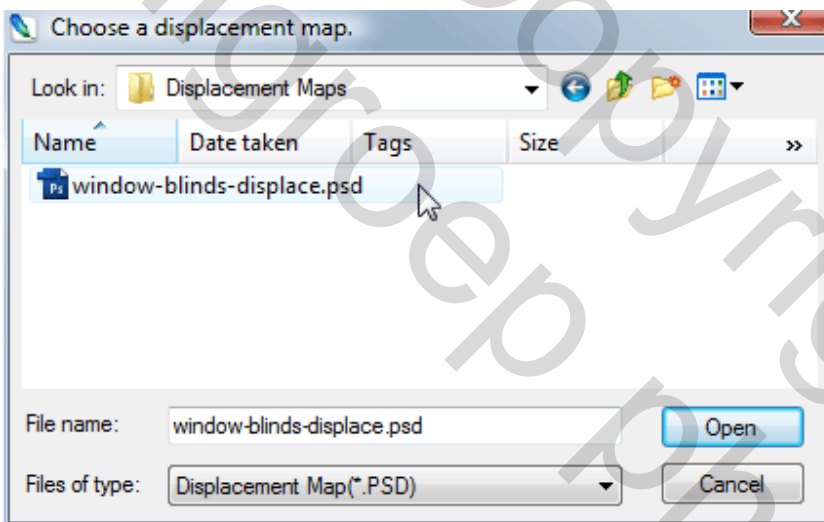 Choose a displacement map.
Look in: Displacement Maps
Name Date taken Tags Size »
Ps window-blinds-displace.psd
File name: window-blinds-displace.psd Open
Files of type: Displacement Map(*.PSD) Cancel